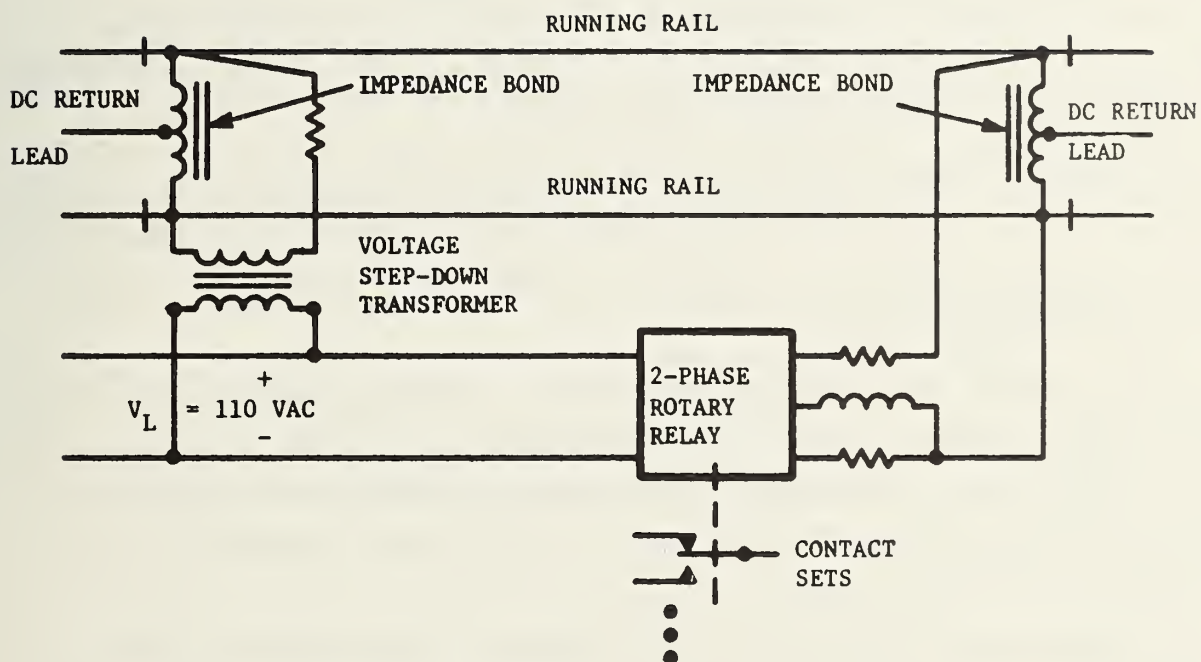 RUNNING RAIL
IMPEDANCE BOND
IMPEDANCE BOND
DC RETURN
LEAD
DC RETURN
LEAD
RUNNING RAIL
VOLTAGE
STEP-DOWN
TRANSFORMER
2-PHASE
ROTARY
RELAY
+
V_L = 110 VAC
-
CONTACT
SETS